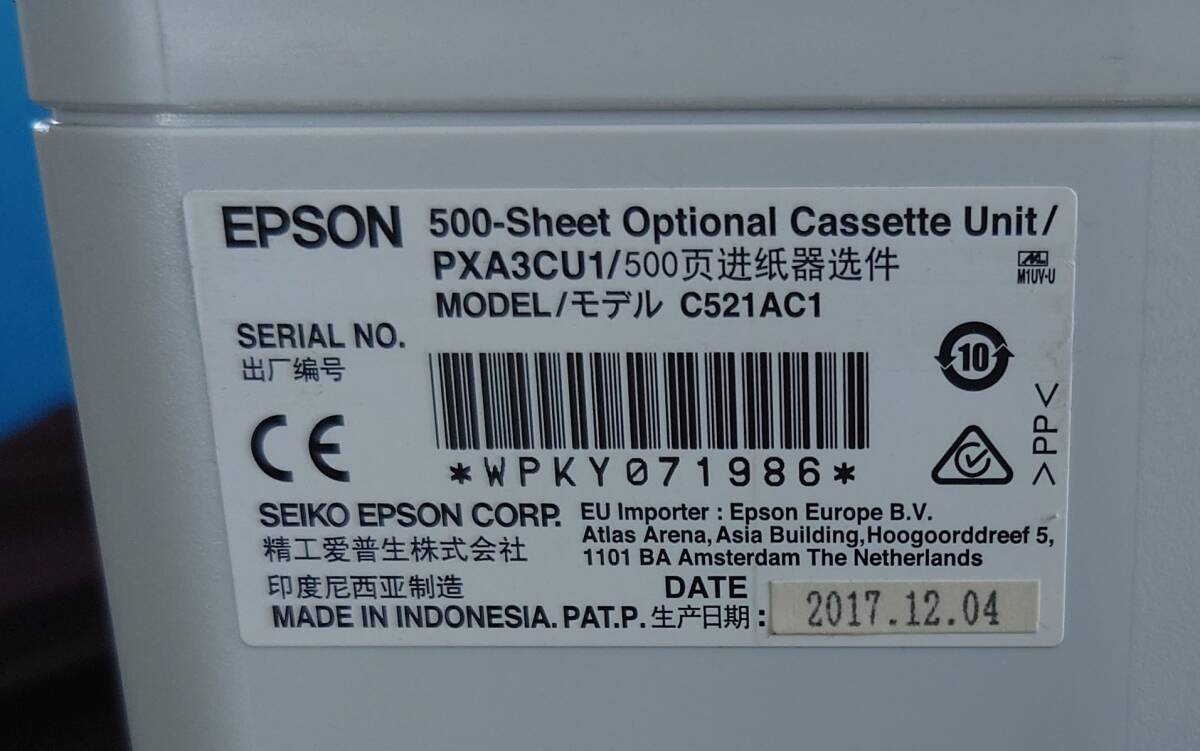 EPSON 500-Sheet Optional Cassette Unit/
PXA3CU1/500页进纸器选件
M1UV-U
MODEL/モデル C521AC1
SERIAL NO.
出厂编号
10
CE
*WPKY071986*
>PP<
SEIKO EPSON CORP.
精工爱普生株式会社
EU Importer : Epson Europe B.V.
Atlas Arena, Asia Building, Hoogoorddreef 5,
1101 BA Amsterdam The Netherlands
印度尼西亚制造
MADE IN INDONESIA. PAT.P.
DATE
生产日期 : 2017.12.04